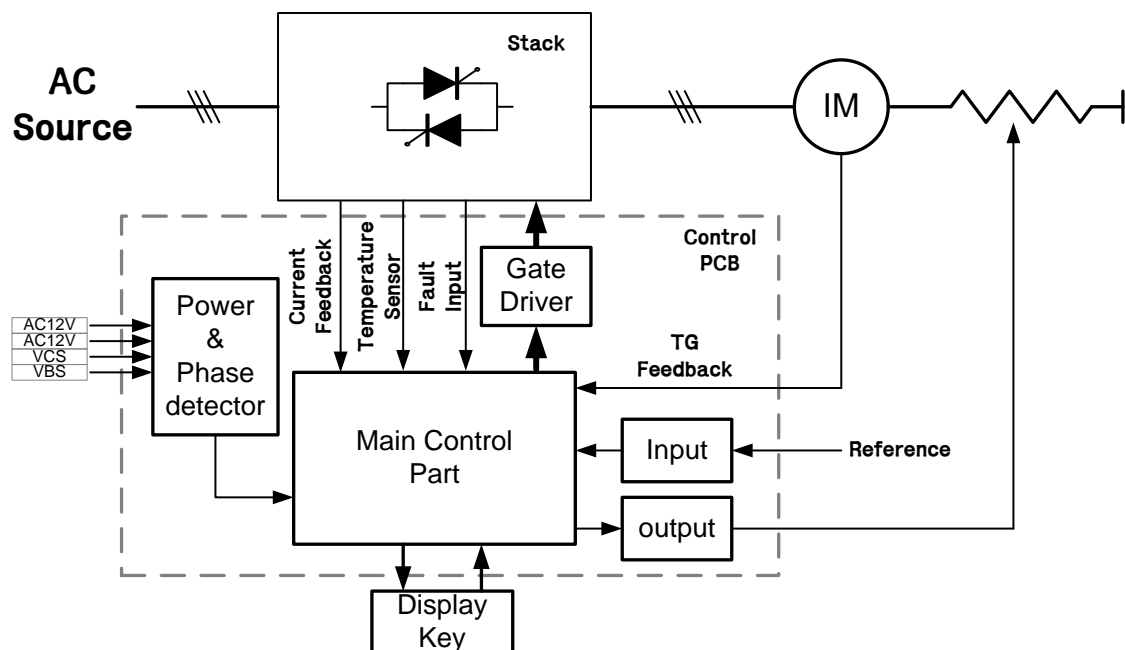 Stack
AC
Source
IM
Current
Feedback
Temperature
Sensor
Fault
Input
Gate
Driver
Control
PCB
Power
&
Phase
detector
AC12V
AC12V
VCS
VBS
TG
Feedback
Main Control
Part
Input
Reference
output
Display
Key